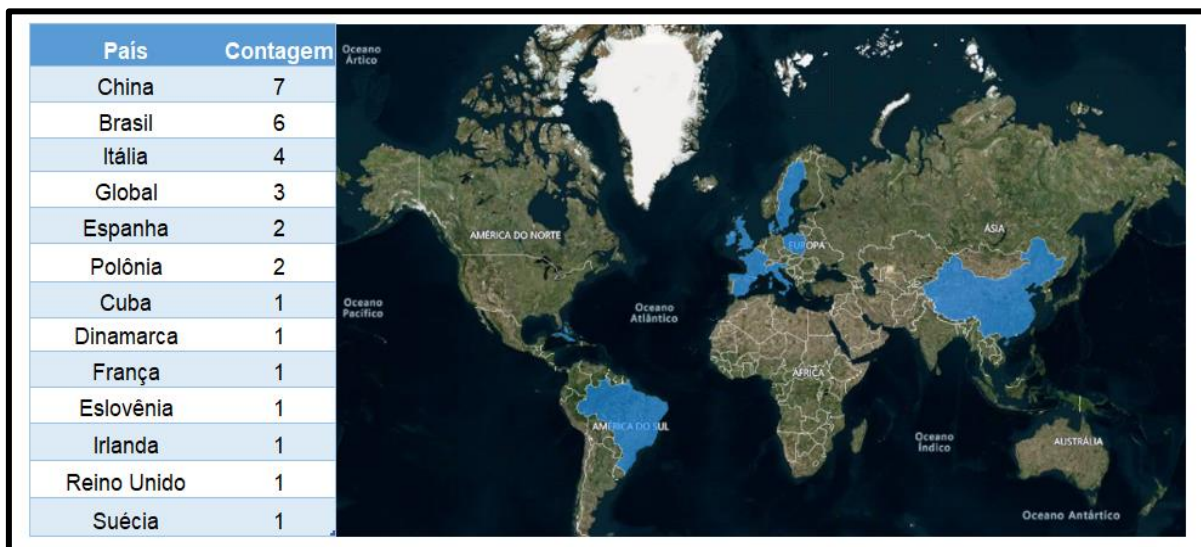 País Contagem
China 7
Brasil 6
Itália 4
Global 3
Espanha 2
Polônia 2
Cuba 1
Dinamarca 1
França 1
Eslovênia 1
Irlanda 1
Reino Unido 1
Suécia 1
Oceano
Ártico
AMÉRICA DO NORTE
EUROPA
ÁSIA
Oceano
Pacífico
Oceano
Atlântico
ÁFRICA
AMÉRICA DO SUL
Oceano
Índico
AUSTRÁLIA
Oceano Antártico